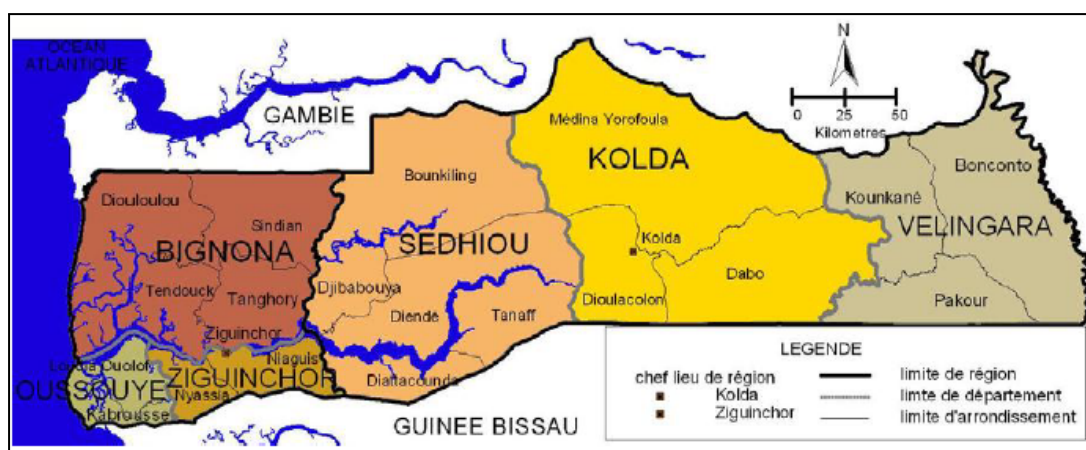 OCEAN
ATLANTIQUE
GAMBIE
N
0 25 50
Kilometres
Médina Yorofoula
KOLDA
Bonconto
Kounkané
VELINGARA
Bounkiling
Diouloulou
Sindian
BIGNONA
SEDHIOU
Kolda
Dabo
Djibabouya
Tendouck
Tanghory
Diendé
Tanaff
Dioulacolon
Pakour
Ziguinchor
Niaguis
Loudia Ouolof
OUSSOUYE
ZIGUINCHOR
Nyassia
Diattacounda
Kabrousse
GUINEE BISSAU
LEGENDE
chef lieu de région
Kolda
Ziguinchor
limite de région
limte de département
limite d'arrondissement